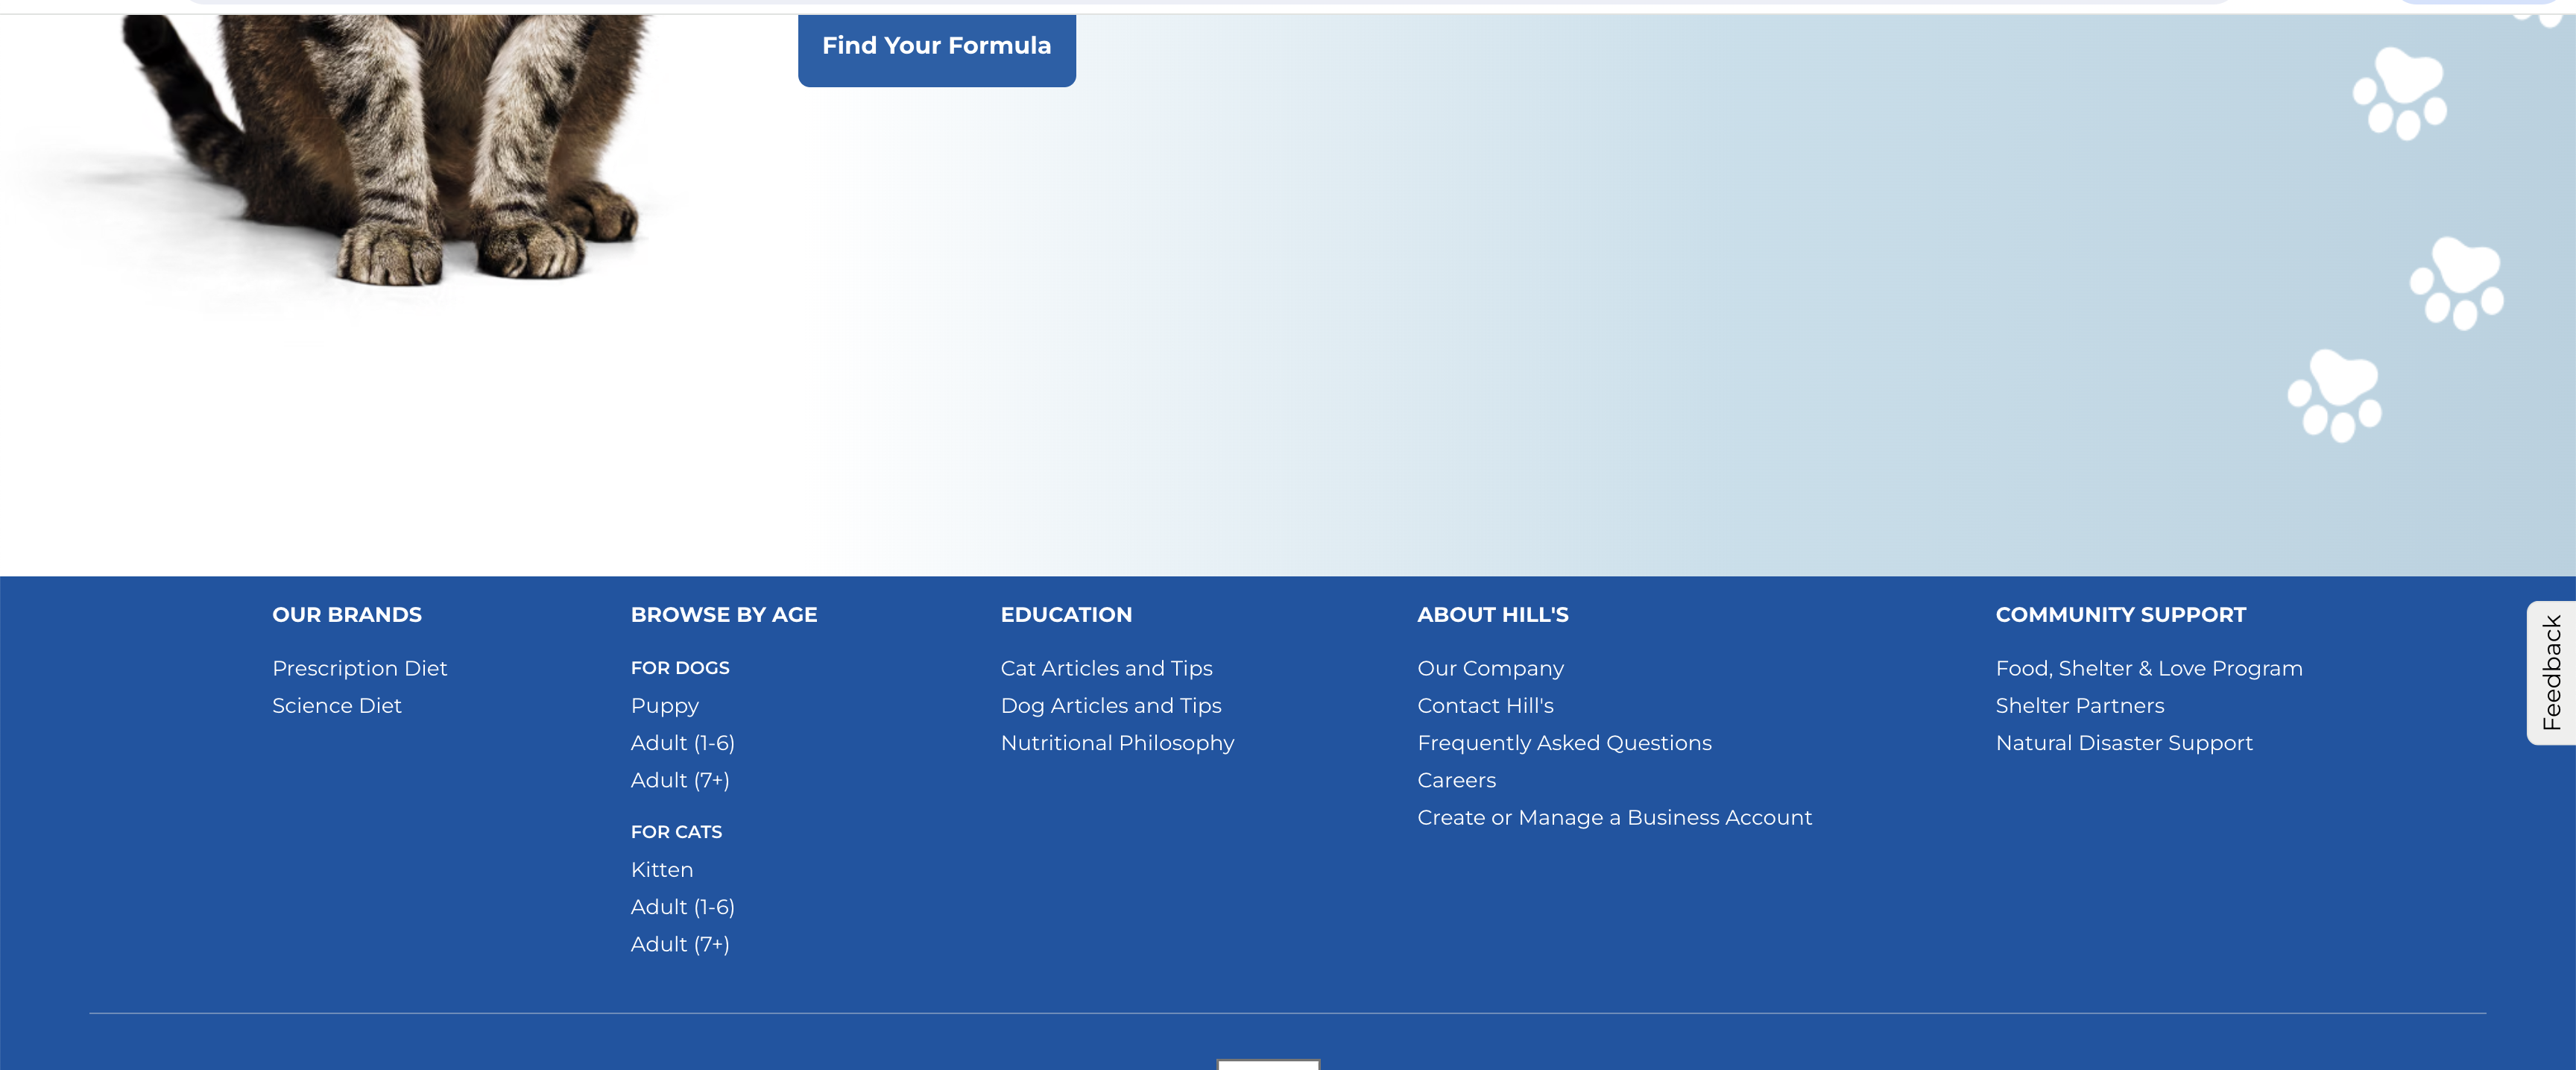 Find Your Formula
OUR BRANDS
Prescription Diet
Science Diet
BROWSE BY AGE
FOR DOGS
Puppy
Adult (1-6)
Adult (7+)
FOR CATS
Kitten
Adult (1-6)
Adult (7+)
EDUCATION
Cat Articles and Tips
Dog Articles and Tips
Nutritional Philosophy
ABOUT HILL'S
Our Company
Contact Hill's
Frequently Asked Questions
Careers
Create or Manage a Business Account
COMMUNITY SUPPORT
Food, Shelter & Love Program
Shelter Partners
Natural Disaster Support
Feedback